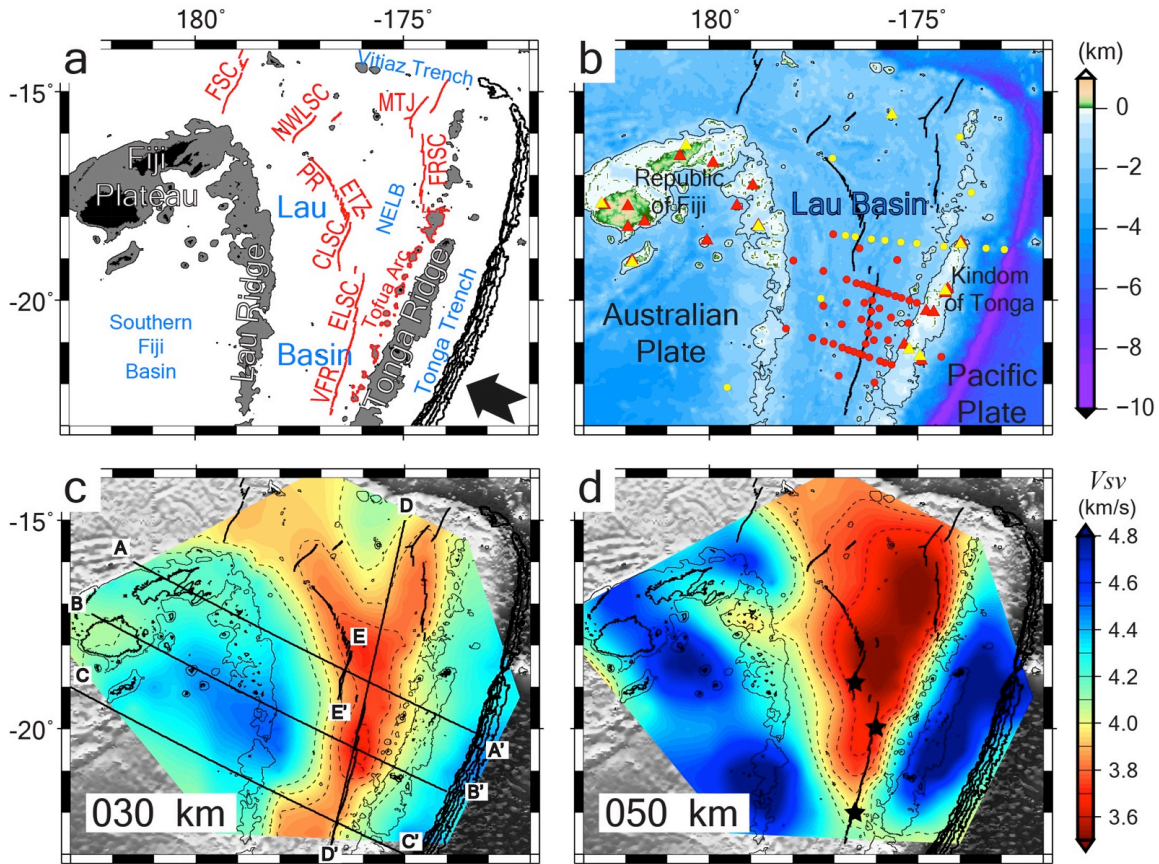 180° -175°
180° -175°
a
Vitiaz Trench
FSC
NWLSC
MTJ
-15°
Fiji
Plateau
PR
ETZ
FRSC
Lau
NELB
CLSC
Lau Ridge
Tofua Arc
Tonga Ridge
Tonga Trench
-20°
Southern
Fiji
Basin
ELSC
Basin
VFR
b
Republic
of Fiji
Lau Basin
Kindom
of Tonga
Australian
Plate
Pacific
Plate
(km)
0
−2
−4
−6
−8
−10
c
D
A
-15°
B
E
C
E'
-20°
A'
B'
C'
D'
030 km
d
050 km
Vsv
(km/s)
4.8
4.6
4.4
4.2
4.0
3.8
3.6